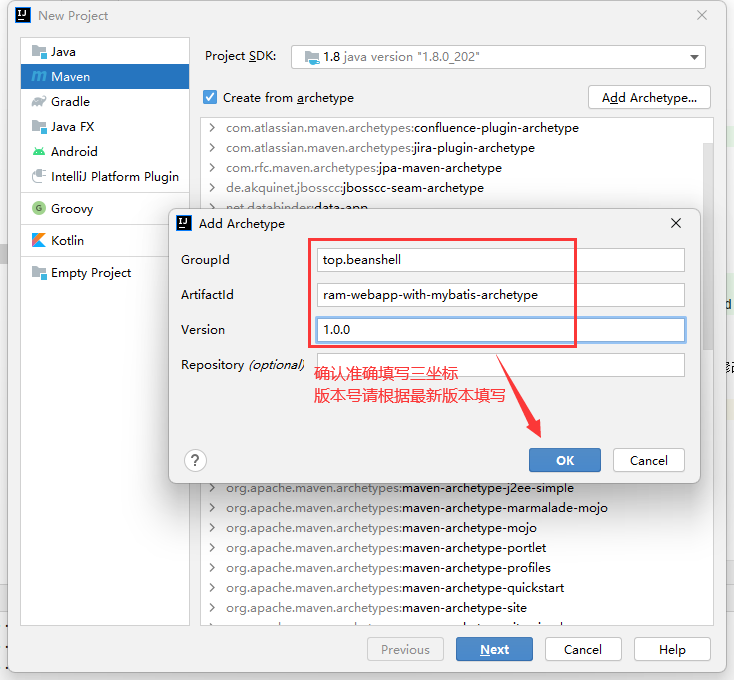 New Project
Java
Maven
Gradle
Java FX
Android
IntelliJ Platform Plugin
Groovy
Kotlin
Empty Project
Project SDK:
1.8 java version "1.8.0_202"
Create from archetype
Add Archetype...
com.atlassian.maven.archetypes:confluence-plugin-archetype
com.atlassian.maven.archetypes:jira-plugin-archetype
com.rfc.maven.archetypes:jpa-maven-archetype
de.akquinet.jbosscc:jbosscc-seam-archetype
net.databinder:data-app
Add Archetype
GroupId
top.beanshell
ArtifactId
ram-webapp-with-mybatis-archetype
Version
1.0.0
Repository (optional)
确认准确填写三坐标
版本号请根据最新版本填写
?
OK
Cancel
org.apache.maven.archetypes:maven-archetype-j2ee-simple
org.apache.maven.archetypes:maven-archetype-marmalade-mojo
org.apache.maven.archetypes:maven-archetype-mojo
org.apache.maven.archetypes:maven-archetype-portlet
org.apache.maven.archetypes:maven-archetype-profiles
org.apache.maven.archetypes:maven-archetype-quickstart
org.apache.maven.archetypes:maven-archetype-site
Previous
Next
Cancel
Help